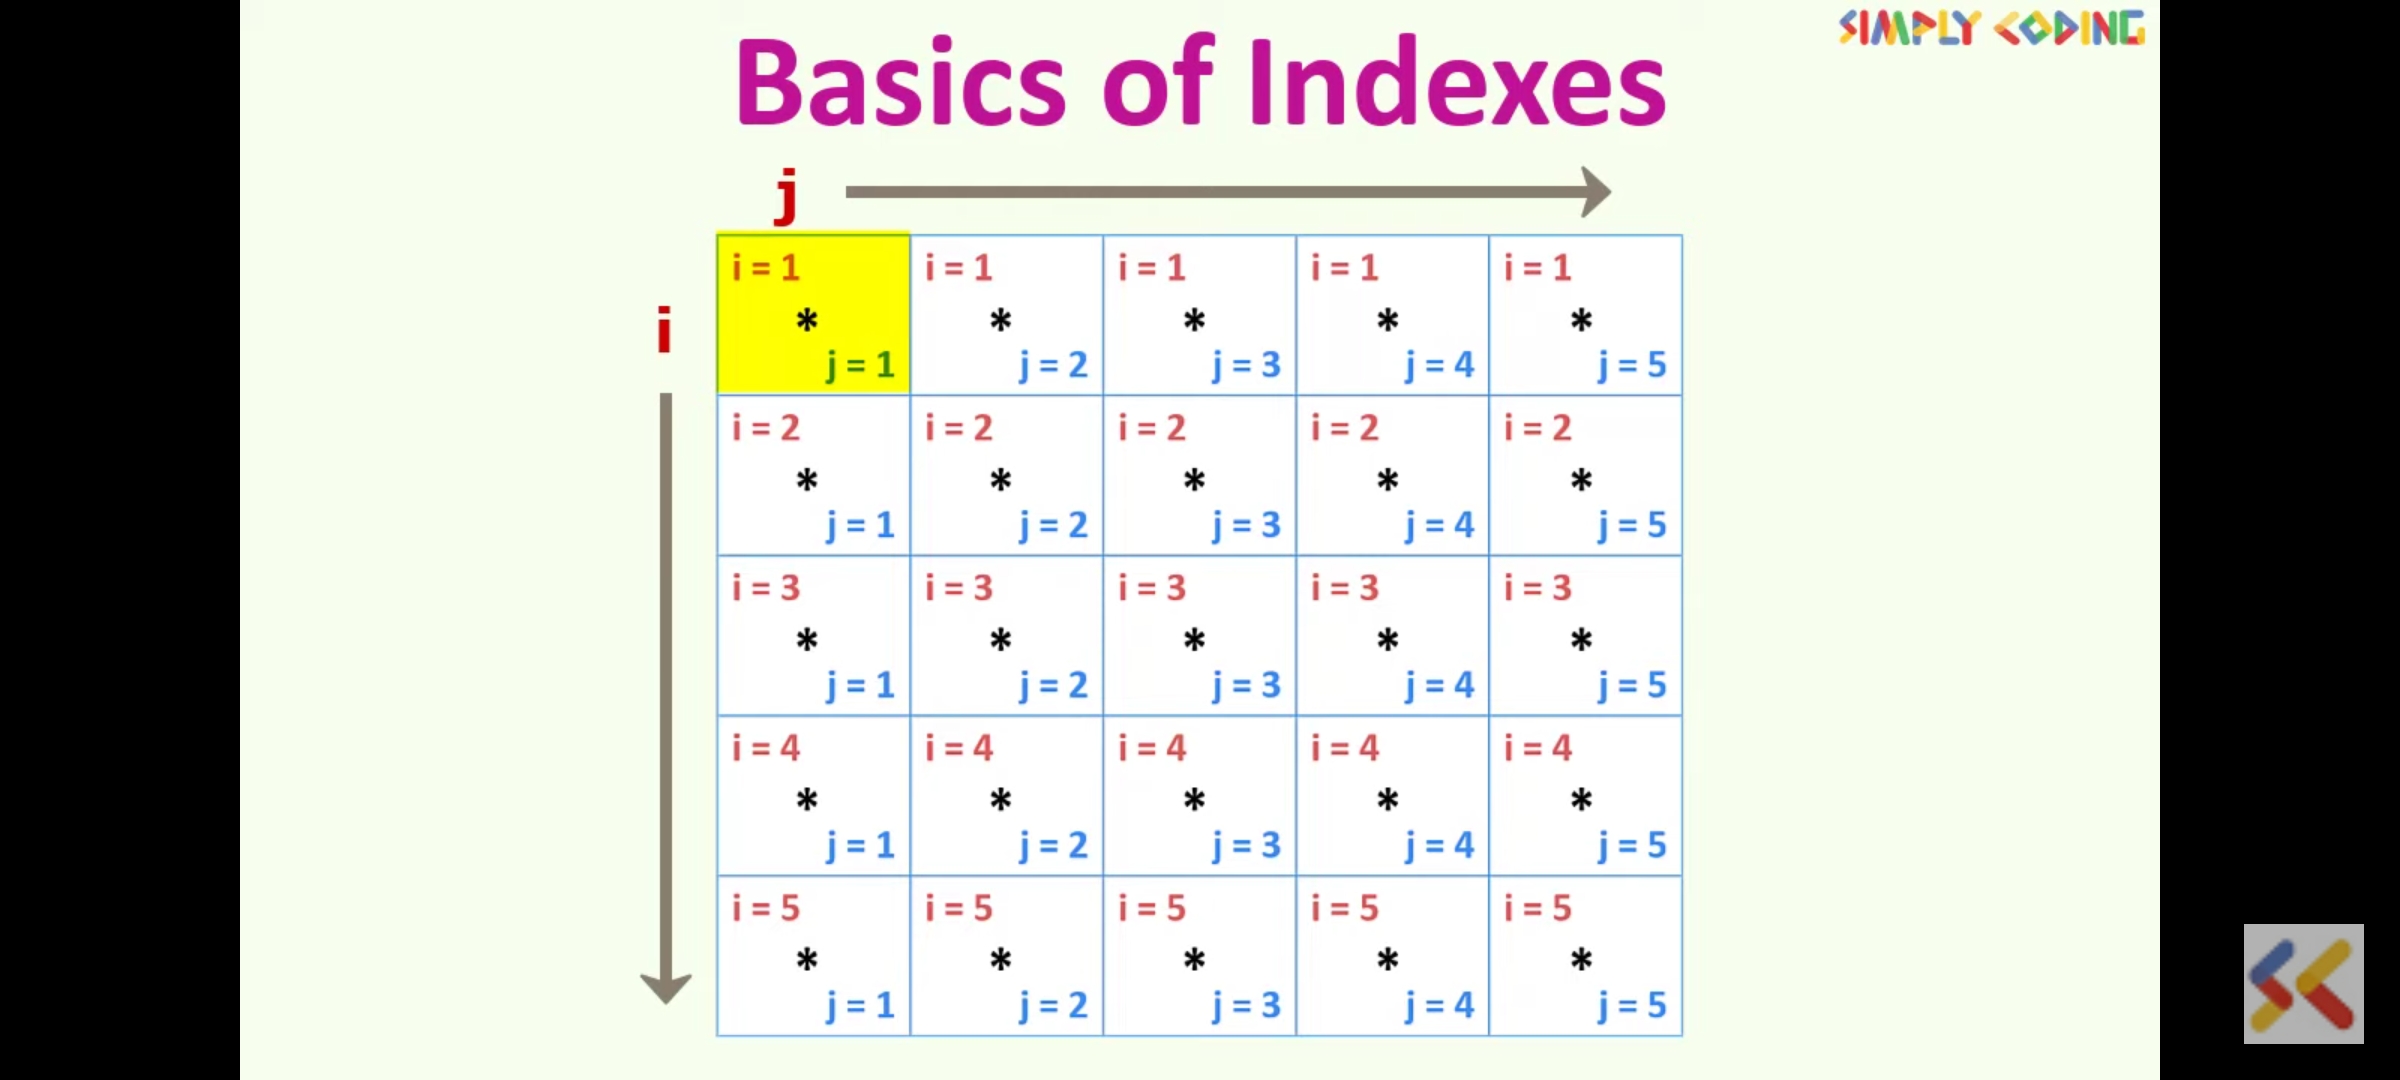 SIMPLY CODING
Basics of Indexes
j
i
i = 1 i = 1 i = 1 i = 1 i = 1
* * * * *
j = 1 j = 2 j = 3 j = 4 j = 5
i = 2 i = 2 i = 2 i = 2 i = 2
* * * * *
j = 1 j = 2 j = 3 j = 4 j = 5
i = 3 i = 3 i = 3 i = 3 i = 3
* * * * *
j = 1 j = 2 j = 3 j = 4 j = 5
i = 4 i = 4 i = 4 i = 4 i = 4
* * * * *
j = 1 j = 2 j = 3 j = 4 j = 5
i = 5 i = 5 i = 5 i = 5 i = 5
* * * * *
j = 1 j = 2 j = 3 j = 4 j = 5